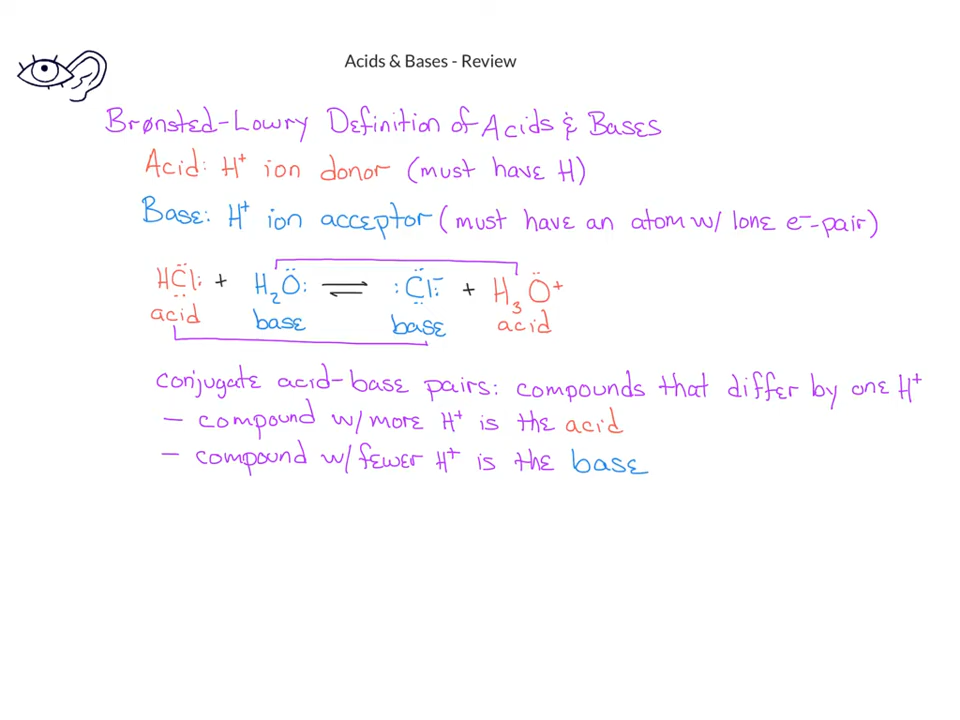 Acids & Bases - Review
Brønsted-Lowry Definition of Acids & Bases
Acid: H⁺ ion donor (must have H)
Base: H⁺ ion acceptor (must have an atom w/ lone e⁻-pair)
HCl + H₂O ⇌ Cl⁻ + H₃O⁺
acid base base acid
conjugate acid-base pairs: compounds that differ by one H⁺
– compound w/ more H⁺ is the acid
– compound w/ fewer H⁺ is the base